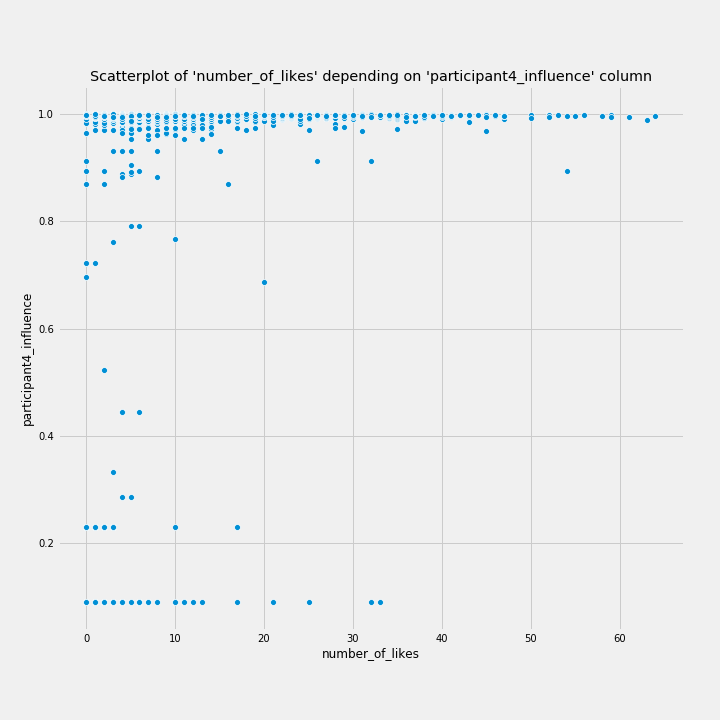 Scatterplot of 'number_of_likes' depending on 'participant4_influence' column
1.0
0.8
0.6
0.4
0.2
participant4_influence
0 10 20 30 40 50 60
number_of_likes